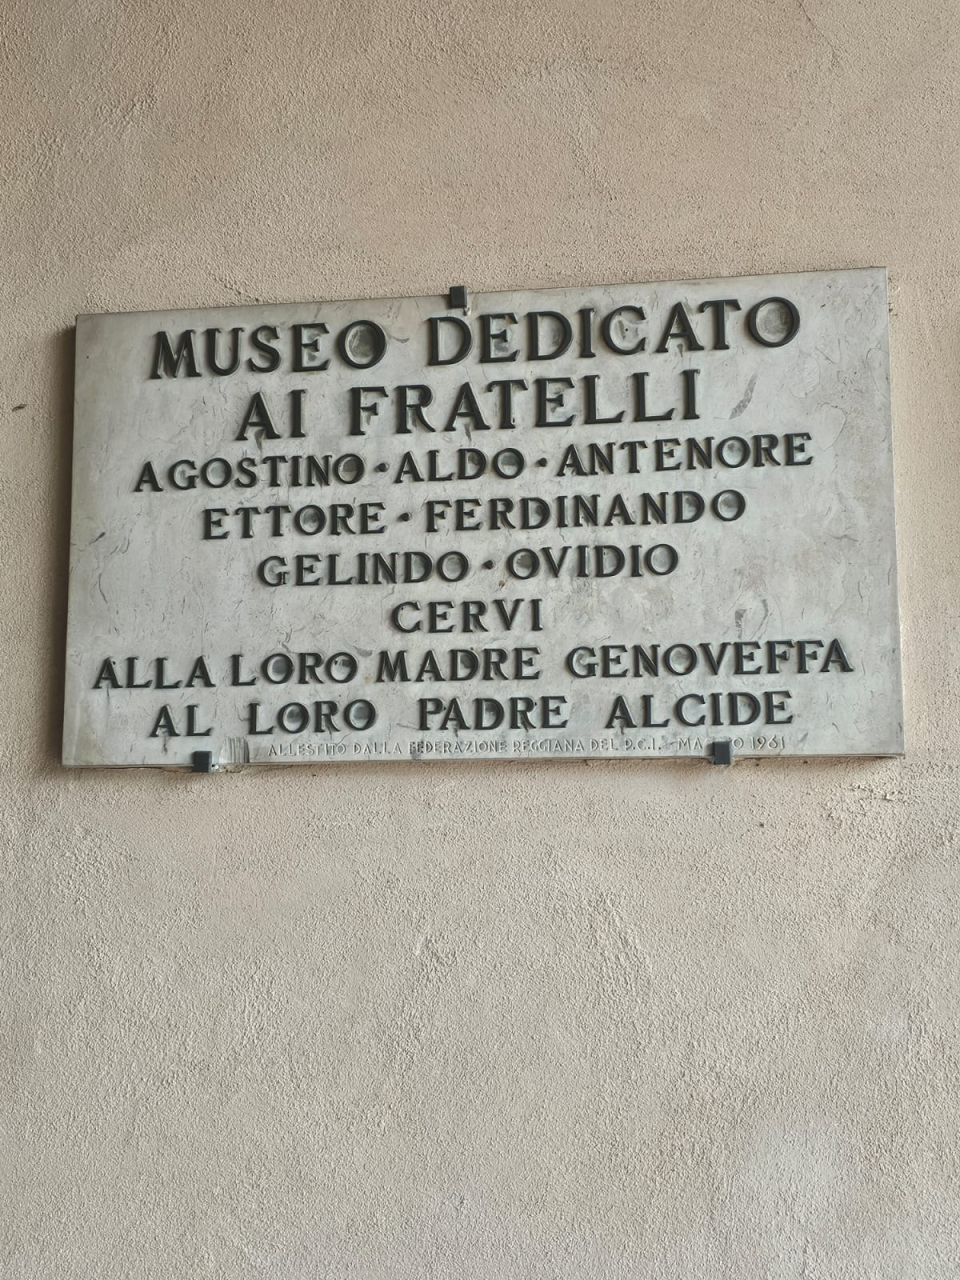 MUSEO DEDICATO
AI FRATELLI
AGOSTINO • ALDO • ANTENORE
ETTORE • FERDINANDO
GELINDO • OVIDIO
CERVI
ALLA LORO MADRE GENOVEFFA
AL LORO PADRE ALCIDE
ALLESTITO DALLA FEDERAZIONE REGGIANA DEL P.C.I. - 1961